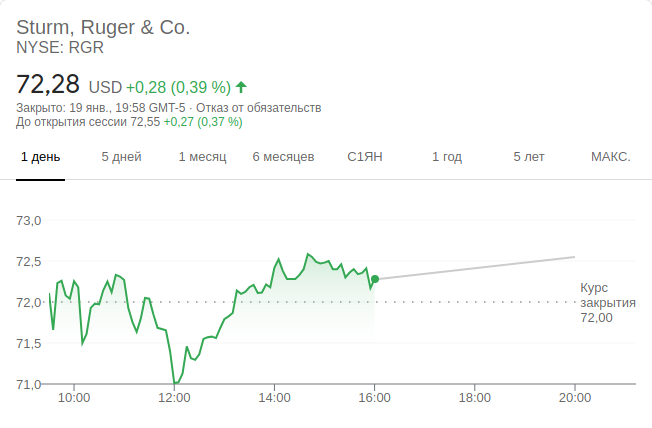 Sturm, Ruger & Co.
NYSE: RGR
72,28 USD +0,28 (0,39 %)
Закрыто: 19 янв., 19:58 GMT-5 · Отказ от обязательств
До открытия сессии 72,55 +0,27 (0,37 %)
1 день 5 дней 1 месяц 6 месяцев С1ЯН 1 год 5 лет МАКС.
73,0
72,5
72,0
71,5
71,0
Курс
закрытия
72,00
10:00 12:00 14:00 16:00 18:00 20:00